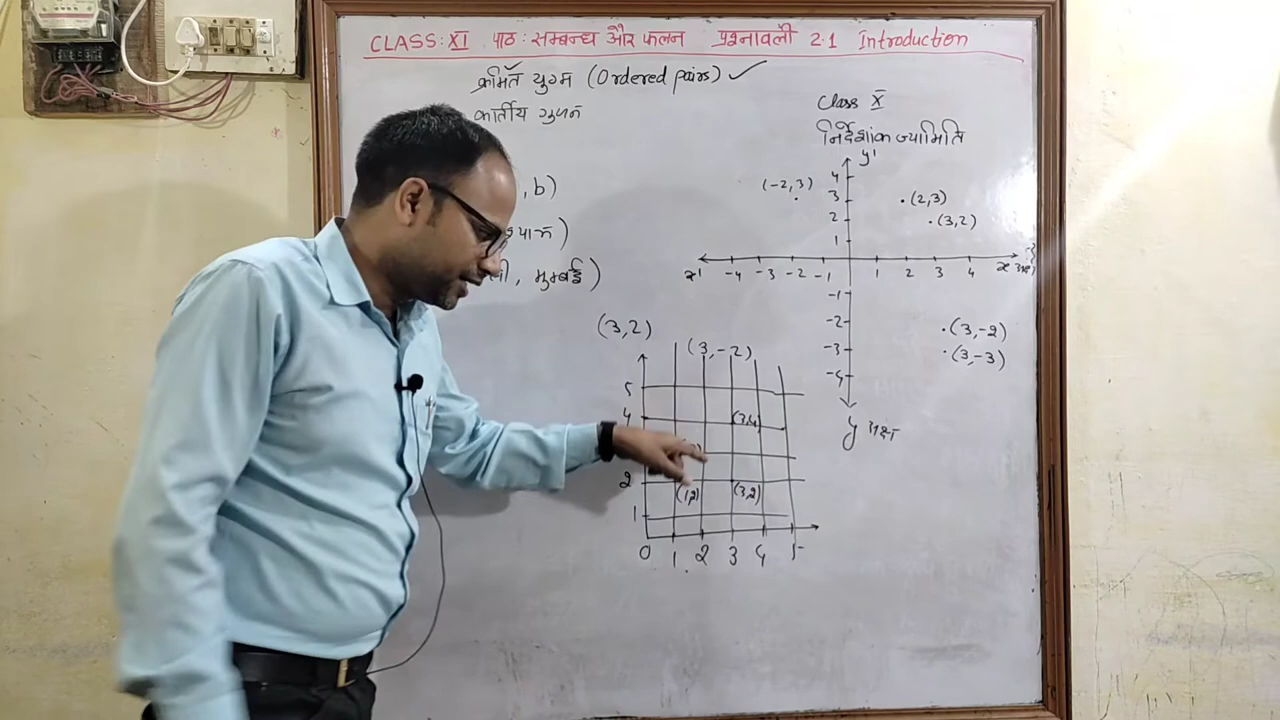 CLASS: XI पाठ: सम्बन्ध और फलन प्रश्नावली 2.1 Introduction
क्रमित युग्म (Ordered pairs) ✓
कार्तीय गुणन
, b)
, मुम्बई)
(3,2)
(3,-2)
5
4
(3,4)
2
(1,2) (3,2)
1
0 1 2 3 4 5
Class X
निर्देशांक ज्यामिति
y'
4
(-2,3) 3 (2,3)
2 (3,2)
1
x' -4 -3 -2 -1 1 2 3 4 x
-1
-2 (3,-2)
-3 (3,-3)
-4
y अक्ष